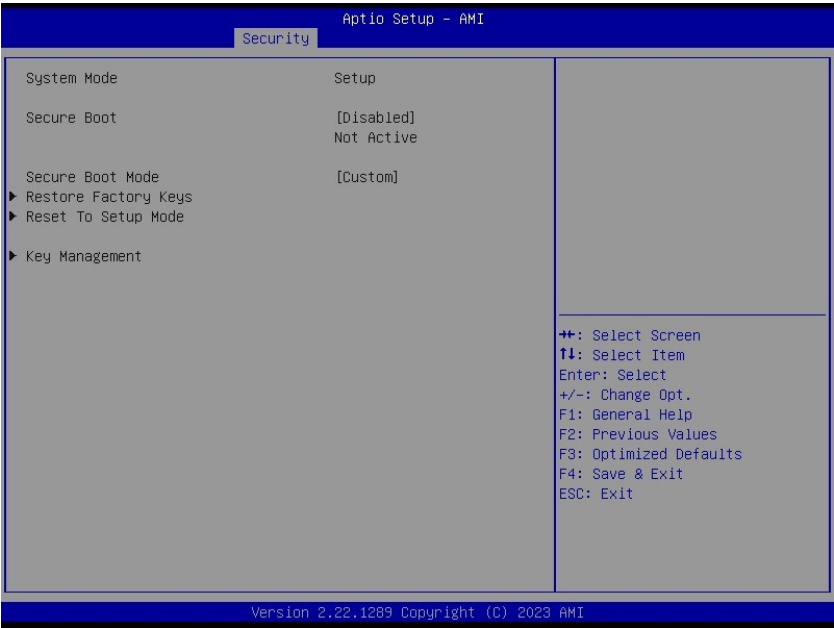 Aptio Setup - AMI
Security
System Mode Setup
Secure Boot [Disabled]
Not Active
Secure Boot Mode [Custom]
▶ Restore Factory Keys
▶ Reset To Setup Mode
▶ Key Management
→←: Select Screen
↑↓: Select Item
Enter: Select
+/-: Change Opt.
F1: General Help
F2: Previous Values
F3: Optimized Defaults
F4: Save & Exit
ESC: Exit
Version 2.22.1289 Copyright (C) 2023 AMI